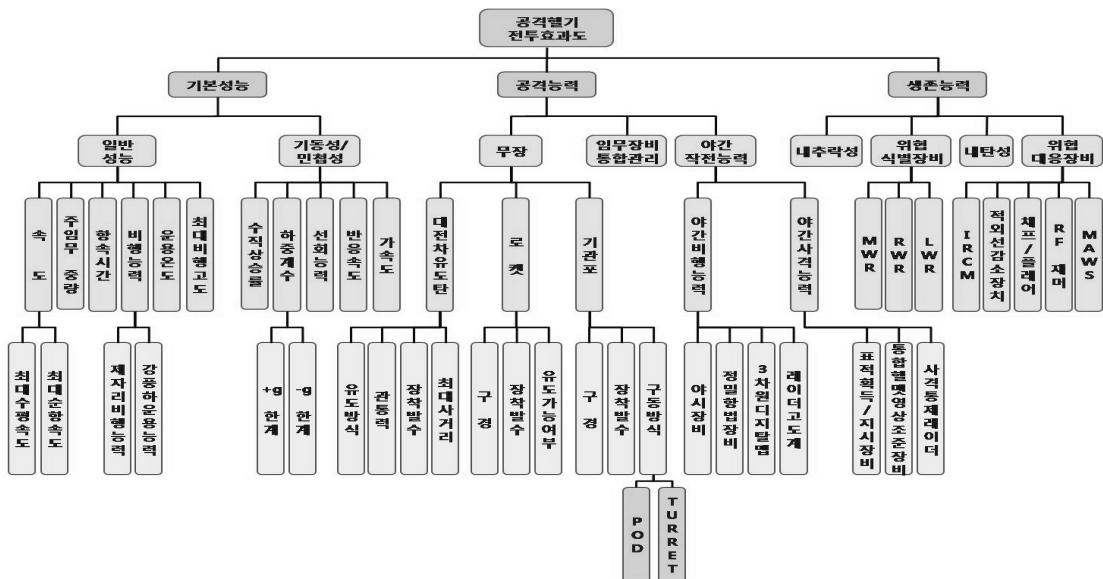 공격헬기
전투효과도
기본성능
공격능력
생존능력
일반
성능
기동성/
민첩성
무장
임무장비
통합관리
야간
작전능력
내추락성
위협
식별장비
내탄성
위협
대응장비
속 도
주임무 중량
항속시간
비행능력
운용온도
최대비행고도
수직상승률
하중계수
선회능력
반응속도
가속도
대전차유도탄
로 켓
기관포
야간비행능력
야간사격능력
MWR
RWR
LWR
IRCM
적외선감소장치
채프/플레어
RF 재머
MAWS
최대수평속도
최대순항속도
제자리비행능력
강풍하운용능력
+g 한계
-g 한계
유도방식
관통력
장착발수
최대사거리
구 경
장착발수
유도가능여부
구 경
장착발수
구동방식
야시장비
정밀항법장비
3차원디지탈맵
레이더고도계
표적획득/지시장비
통합헬멧영상조준장비
사격통제레이더
POD
TURRET